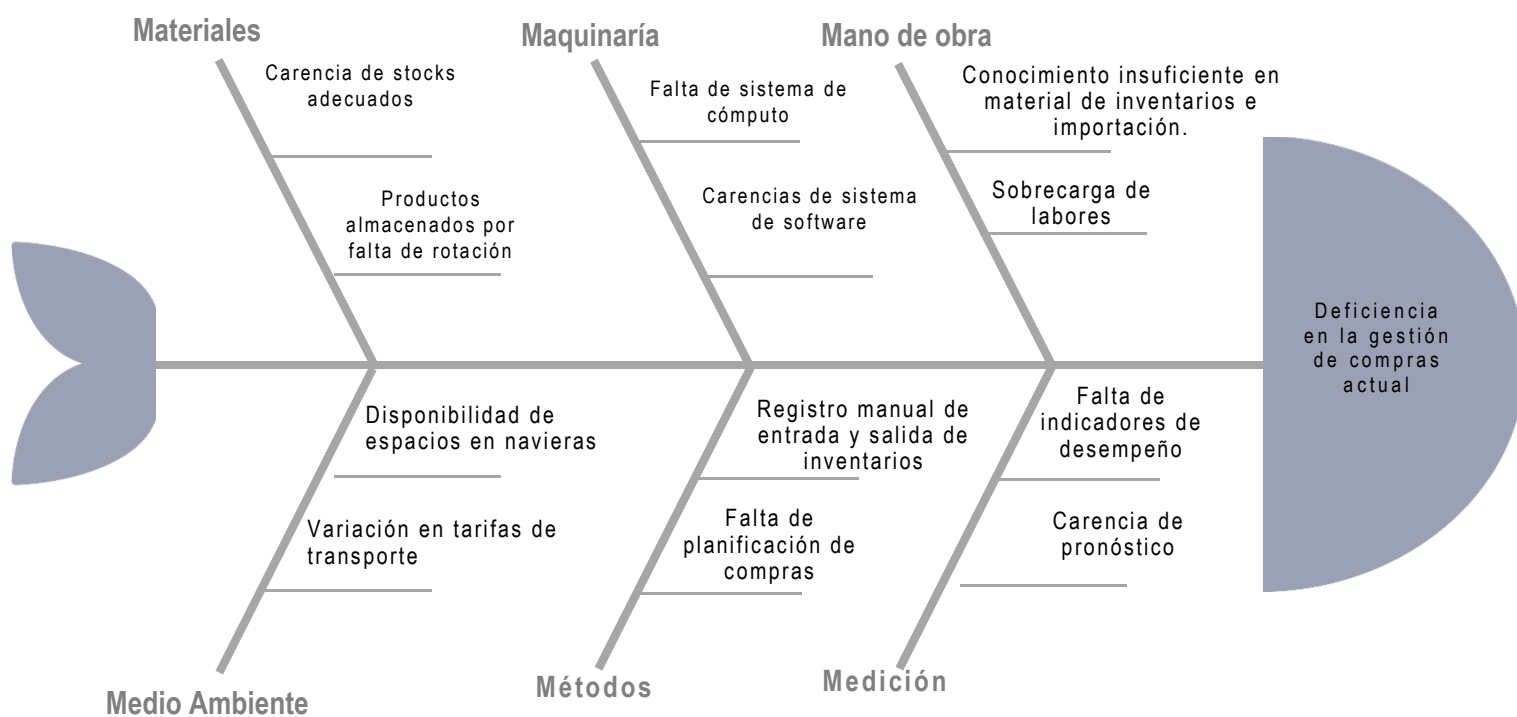 Materiales
Carencia de stocks
adecuados
Productos
almacenados por
falta de rotación
Maquinaría
Falta de sistema de
cómputo
Carencias de sistema
de software
Mano de obra
Conocimiento insuficiente en
material de inventarios e
importación.
Sobrecarga de
labores
Deficiencia
en la gestión
de compras
actual
Disponibilidad de
espacios en navieras
Variación en tarifas de
transporte
Medio Ambiente
Registro manual de
entrada y salida de
inventarios
Falta de
planificación de
compras
Métodos
Falta de
indicadores de
desempeño
Carencia de
pronóstico
Medición